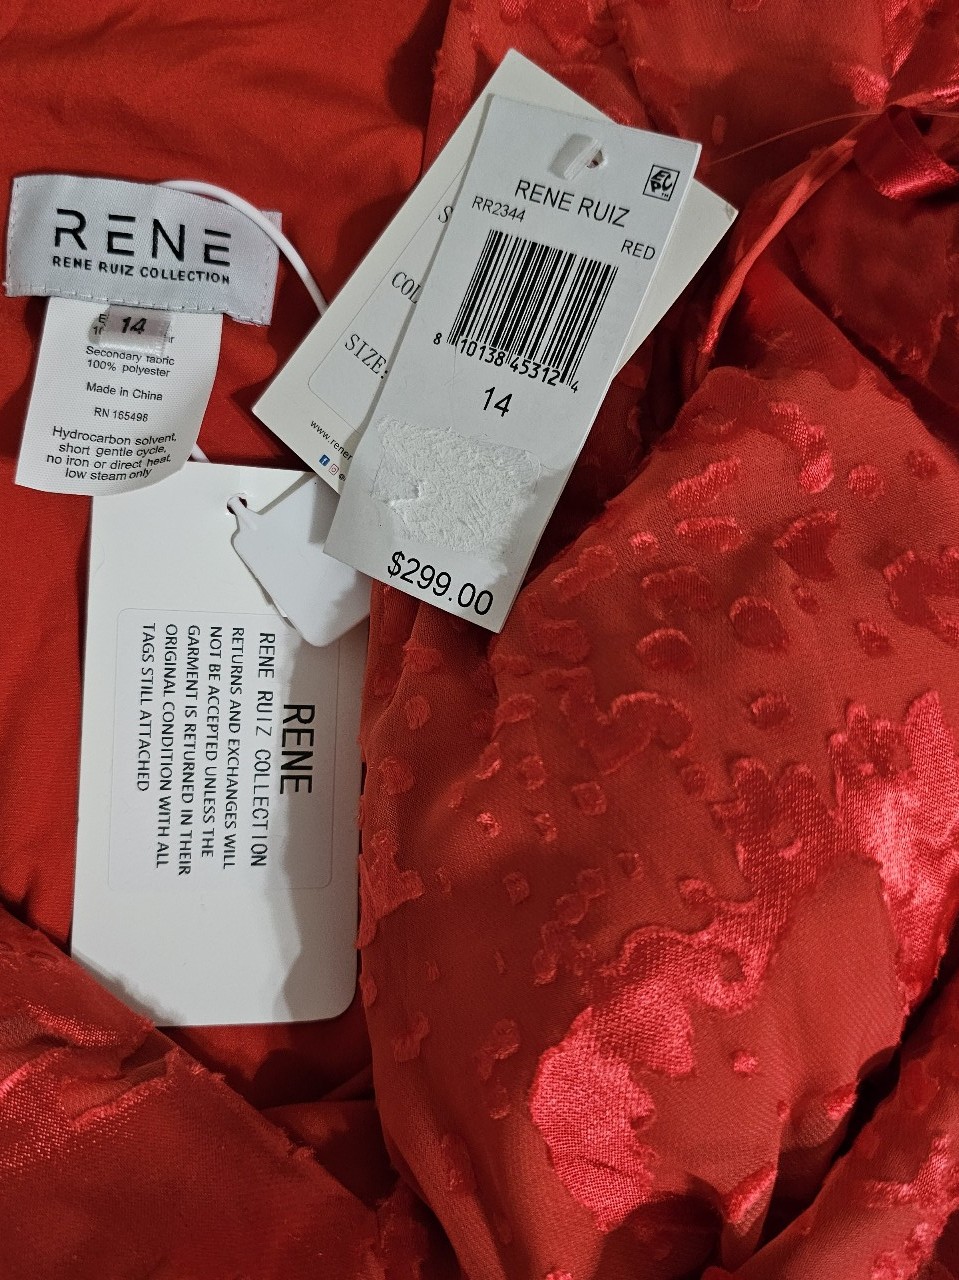 RENE
RENE RUIZ COLLECTION
14
Secondary fabric
100% polyester
Made in China
RN 165498
Hydrocarbon solvent,
short gentle cycle,
no iron or direct heat,
low steam only
SIZE:
RENE RUIZ
RR2344
RED
8 10138 45312 4
14
$299.00
RENE
RENE RUIZ COLLECTION
RETURNS AND EXCHANGES WILL
NOT BE ACCEPTED UNLESS THE
GARMENT IS RETURNED IN THEIR
ORIGINAL CONDITION WITH ALL
TAGS STILL ATTACHED